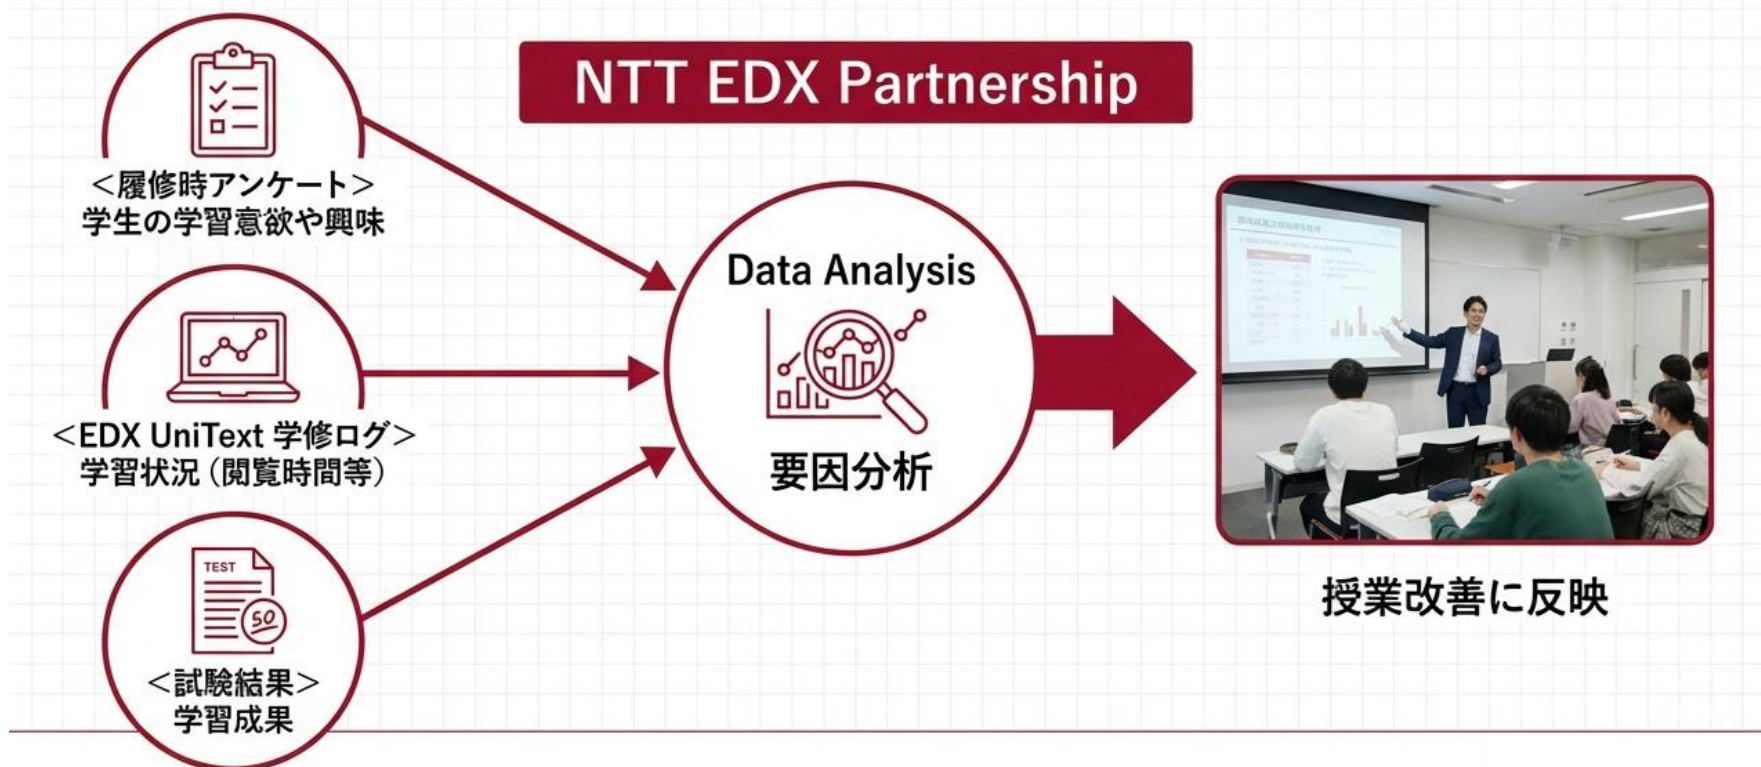 NTT EDX Partnership
<履修時アンケート>
学生の学習意欲や興味
<EDX UniText 学修ログ>
学習状況(閲覧時間等)
TEST
50
<試験結果>
学習成果
Data Analysis
要因分析
授業改善に反映